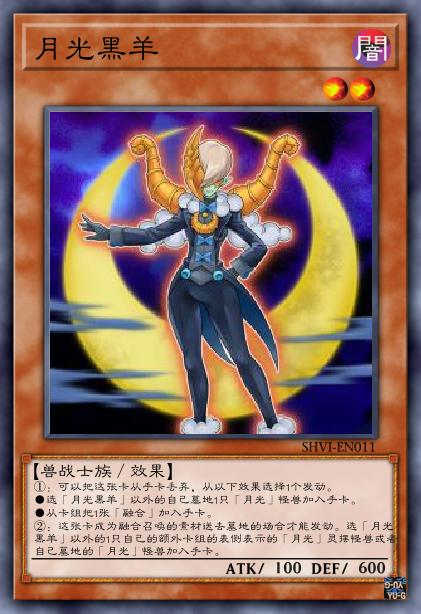 月光黑羊
闇
SHVI-EN011
【兽战士族／效果】
①：可以把这张卡从手卡丢弃，从以下效果选择1个发动。
●选「月光黑羊」以外的自己墓地1只「月光」怪兽加入手卡。
●从卡组把1张「融合」加入手卡。
②：这张卡成为融合召唤的素材送去墓地的场合才能发动。选「月光
黑羊」以外的1只自己的额外卡组的表侧表示的「月光」灵摆怪兽或者
自己墓地的「月光」怪兽加入手卡。
ATK/ 100 DEF/ 600